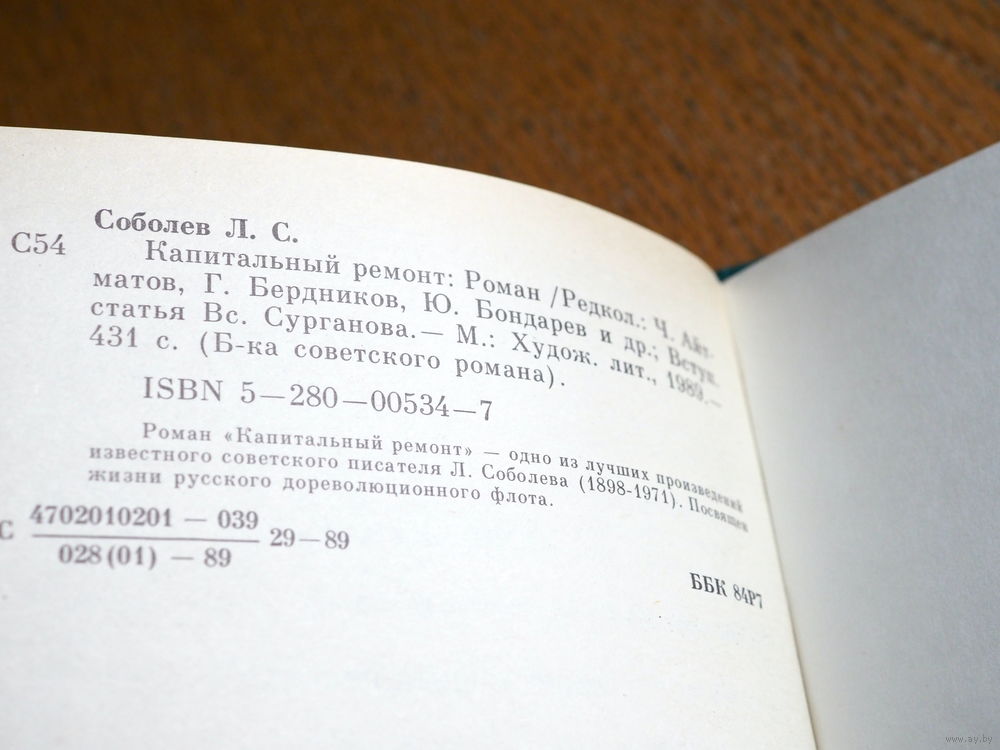 Соболев Л. С.
С54
Капитальный ремонт: Роман /Редкол.: Ч. Айт-
матов, Г. Бердников, Ю. Бондарев и др.; Вступ.
статья Вс. Сурганова.— М.: Худож. лит., 1989.—
431 с. (Б-ка советского романа).
ISBN 5—280—00534—7
Роман «Капитальный ремонт» — одно из лучших произведений
известного советского писателя Л. Соболева (1898-1971). Посвящен
жизни русского дореволюционного флота.
С 4702010201 — 039 29—89
028(01) — 89
ББК 84Р7
www.ay.by